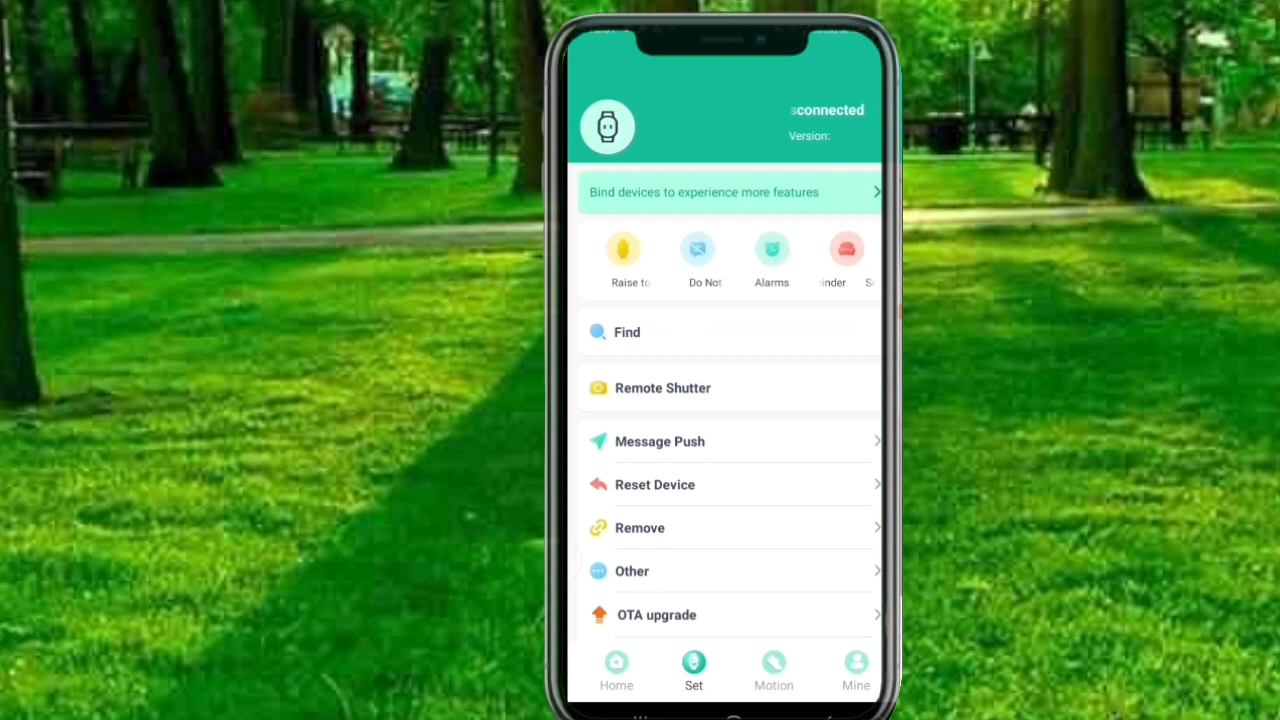 sconnected
Version:
Bind devices to experience more features
Raise to
Do Not
Alarms
inder
Find
Remote Shutter
Message Push
Reset Device
Remove
Other
OTA upgrade
Home
Set
Motion
Mine